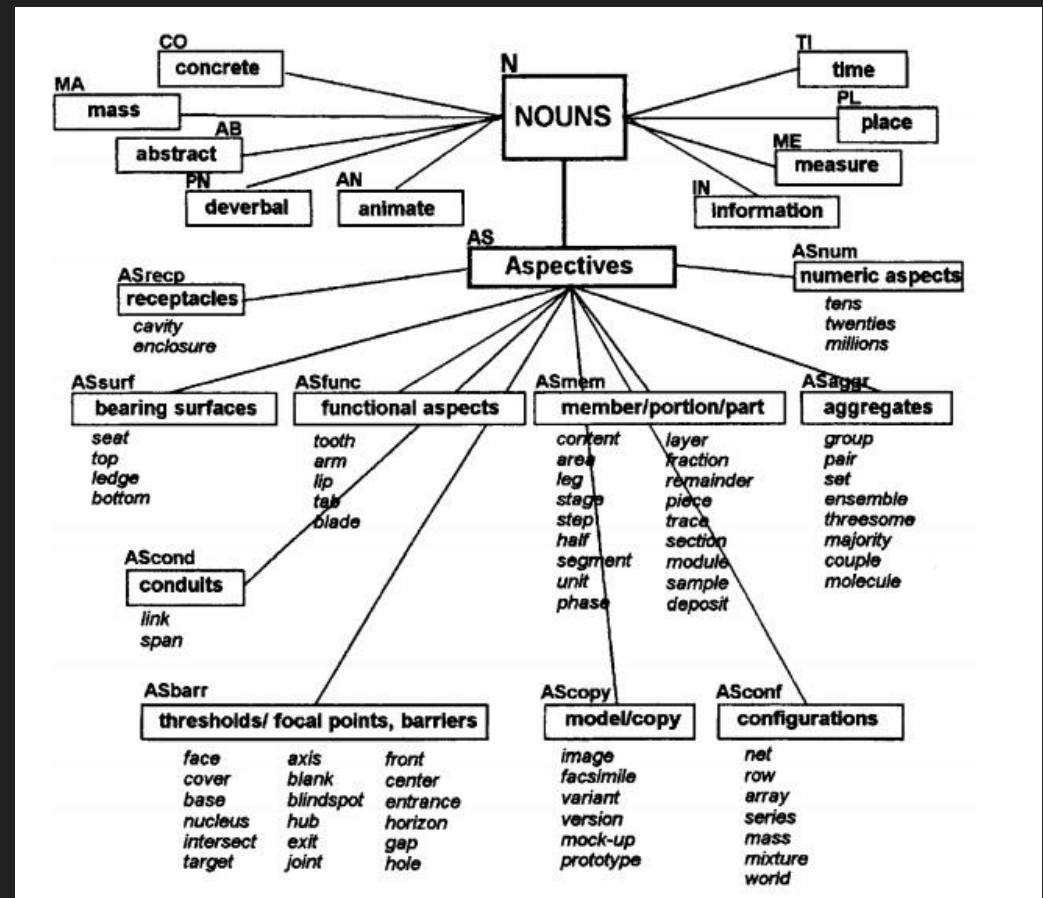 CO
concrete
MA
mass
AB
abstract
PN
deverbal
AN
animate
N
NOUNS
TI
time
PL
place
ME
measure
IN
information
AS
Aspectives
ASrecp
receptacles
cavity
enclosure
ASnum
numeric aspects
tens
twenties
millions
ASsurf
bearing surfaces
seat
top
ledge
bottom
ASfunc
functional aspects
tooth
arm
lip
tab
blade
ASmem
member/portion/part
content
area
leg
stage
step
half
segment
unit
phase
layer
fraction
remainder
piece
trace
section
module
sample
deposit
ASaggr
aggregates
group
pair
set
ensemble
threesome
majority
couple
molecule
AScond
conduits
link
span
ASbarr
thresholds/ focal points, barriers
face
cover
base
nucleus
intersect
target
axis
blank
blindspot
hub
exit
joint
front
center
entrance
horizon
gap
hole
AScopy
model/copy
image
facsimile
variant
version
mock-up
prototype
ASconf
configurations
net
row
array
series
mass
mixture
world